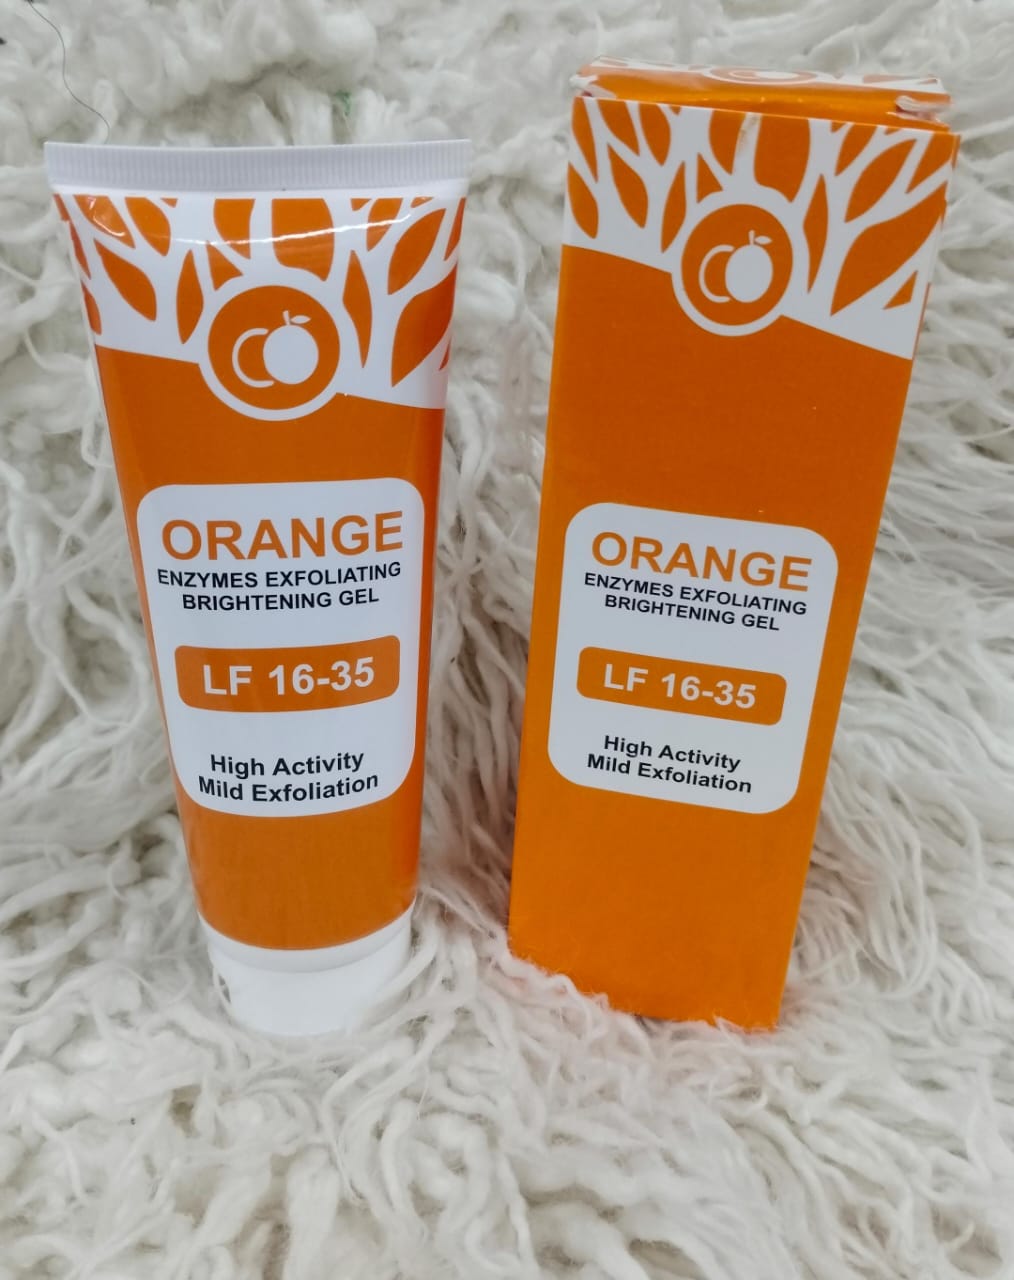 ORANGE
ENZYMES EXFOLIATING
BRIGHTENING GEL
LF 16-35
High Activity
Mild Exfoliation
ORANGE
ENZYMES EXFOLIATING
BRIGHTENING GEL
LF 16-35
High Activity
Mild Exfoliation